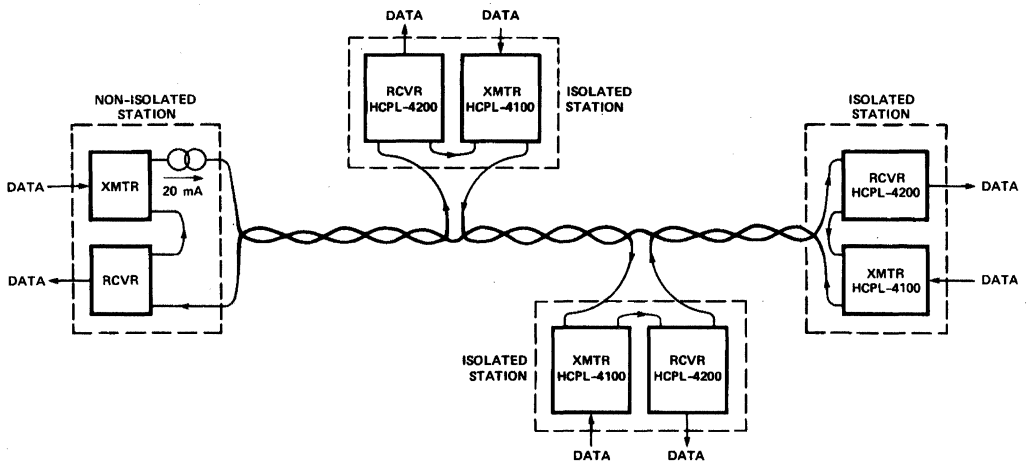 DATA
DATA
RCVR
HCPL-4200
XMTR
HCPL-4100
ISOLATED
STATION
NON-ISOLATED
STATION
DATA
XMTR
20 mA
DATA
RCVR
ISOLATED
STATION
RCVR
HCPL-4200
DATA
XMTR
HCPL-4100
DATA
ISOLATED
STATION
XMTR
HCPL-4100
RCVR
HCPL-4200
DATA
DATA